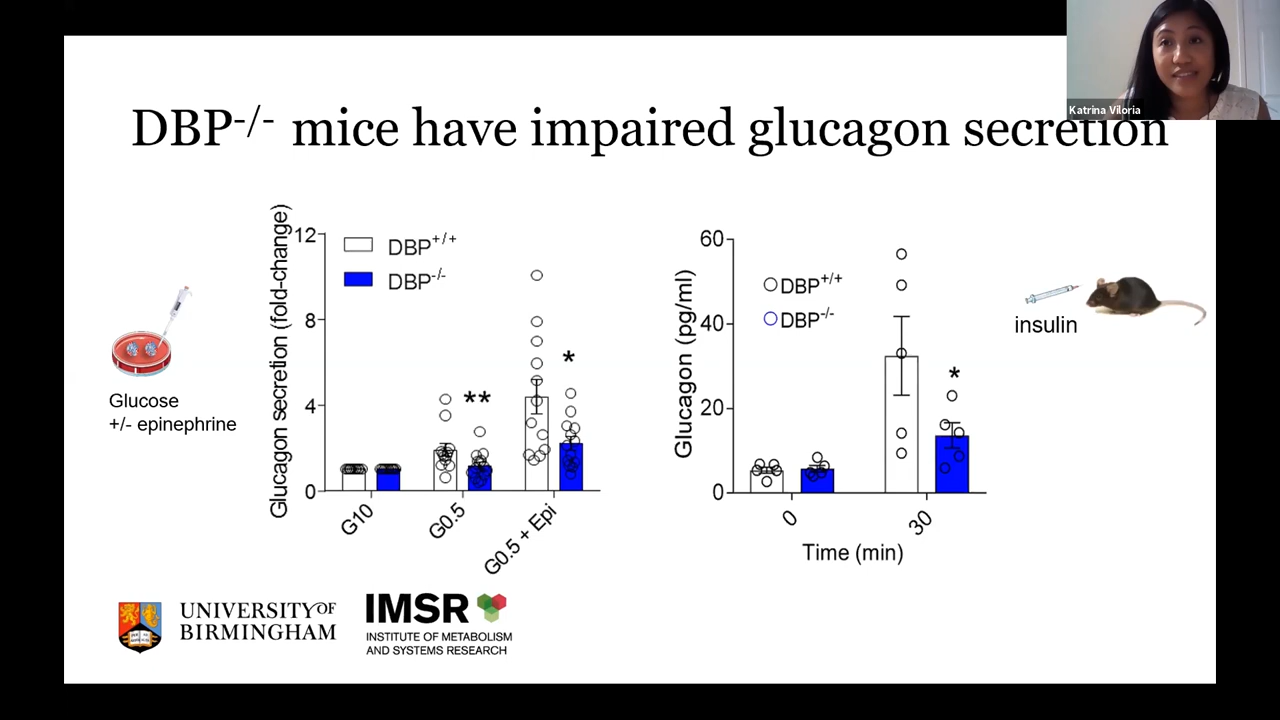 Katrina Viloria
DBP-/- mice have impaired glucagon secretion
Glucose
+/- epinephrine
Glucagon secretion (fold-change)
12
8
4
0
DBP+/+
DBP-/-
**
*
G10
G0.5
G0.5 + Epi
Glucagon (pg/ml)
60
40
20
0
DBP+/+
DBP-/-
*
0
30
Time (min)
insulin
UNIVERSITY OF
BIRMINGHAM
IMSR
INSTITUTE OF METABOLISM
AND SYSTEMS RESEARCH